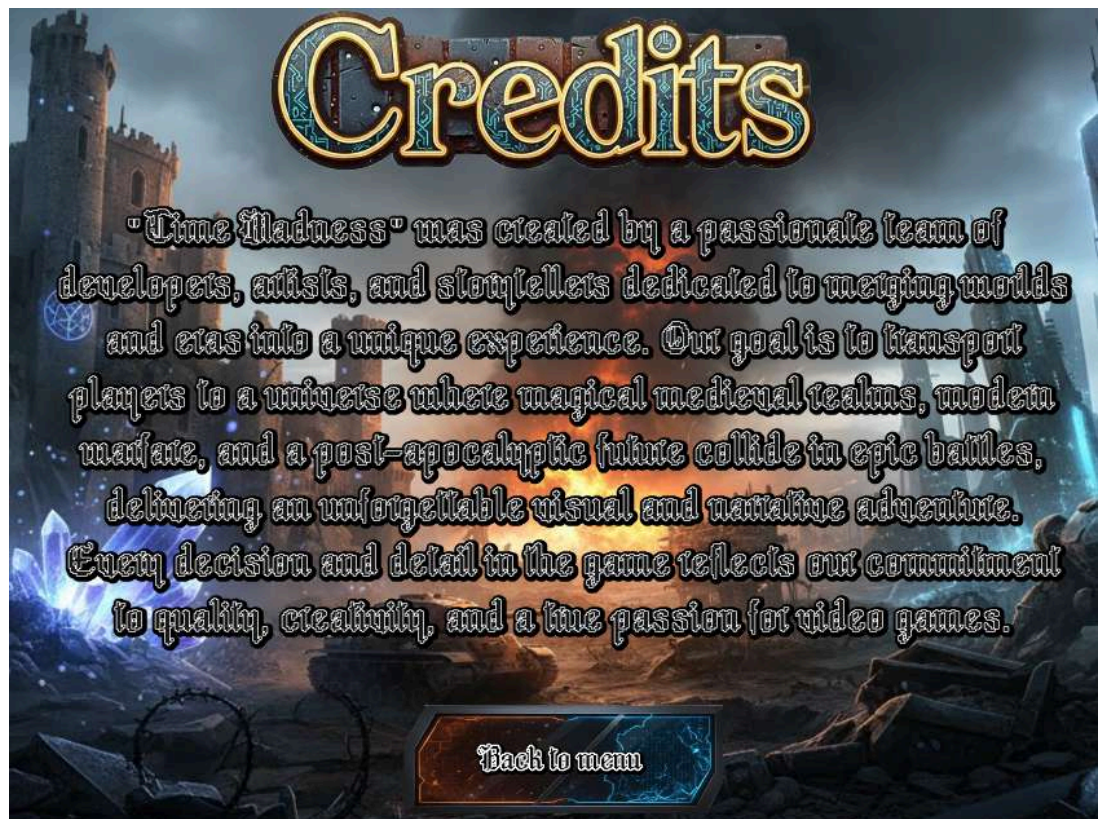 Credits
"Time Madness" was created by a passionate team of
developers, artists, and storytellers dedicated to merging worlds
and eras into a unique experience. Our goal is to transport
players to a universe where magical medieval realms, modern
warfare, and a post-apocalyptic future collide in epic battles,
delivering an unforgettable visual and narrative adventure.
Every decision and detail in the game reflects our commitment
to quality, creativity, and a true passion for video games.
Back to menu